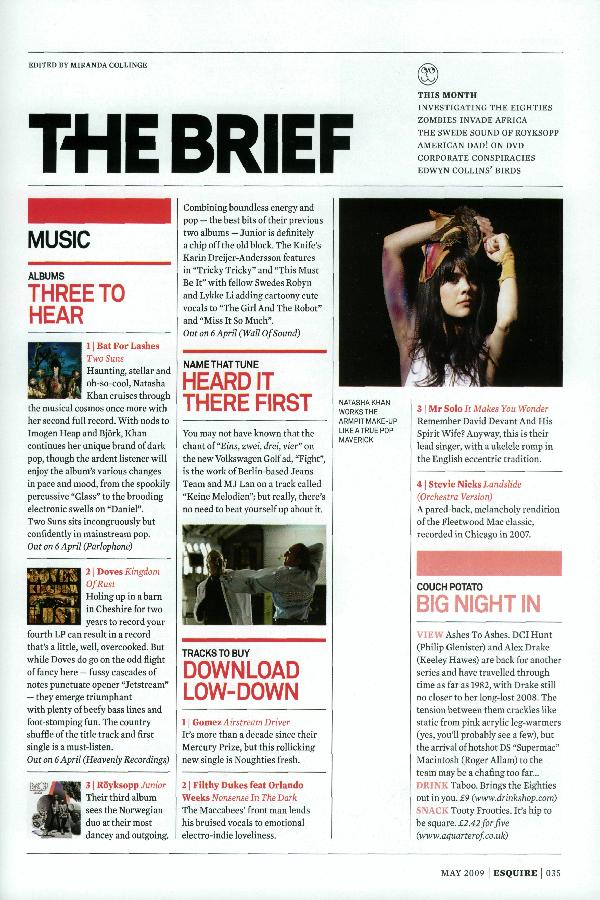 EDITED BY MIRANDA COLLINGE
THE BRIEF
THIS MONTH
INVESTIGATING THE EIGHTIES
ZOMBIES INVADE AFRICA
THE SWEDE SOUND OF ROYKSOPP
AMERICAN DAD! ON DVD
CORPORATE CONSPIRACIES
EDWYN COLLINS' BIRDS
MUSIC
ALBUMS
THREE TO
HEAR
1 | Bat For Lashes
Two Suns
Haunting, stellar and
oh-so-cool, Natasha
Khan cruises through
the musical cosmos once more with
her second full record. With nods to
Imogen Heap and Björk, Khan
continues her unique brand of dark
pop, though the ardent listener will
enjoy the album's various changes
in pace and mood, from the spookily
percussive "Glass" to the brooding
electronic swells on "Daniel".
Two Suns sits incongruously but
confidently in mainstream pop.
Out on 6 April (Parlophone)
DOVES
KINGDOM
OF
RUST
2 | Doves Kingdom
Of Rust
Holing up in a barn
in Cheshire for two
years to record your
fourth LP can result in a record
that's a little, well, overcooked. But
while Doves do go on the odd flight
of fancy here — fussy cascades of
notes punctuate opener "Jetstream"
— they emerge triumphant
with plenty of beefy bass lines and
foot-stomping fun. The country
shuffle of the title track and first
single is a must-listen.
Out on 6 April (Heavenly Recordings)
3 | Röyksopp Junior
Their third album
sees the Norwegian
duo at their most
dancey and outgoing.
Combining boundless energy and
pop — the best bits of their previous
two albums — Junior is definitely
a chip off the old block. The Knife's
Karin Dreijer-Andersson features
in "Tricky Tricky" and "This Must
Be It" with fellow Swedes Robyn
and Lykke Li adding cartoony cute
vocals to "The Girl And The Robot"
and "Miss It So Much".
Out on 6 April (Wall Of Sound)
NAME THAT TUNE
HEARD IT
THERE FIRST
You may not have known that the
chant of "Eins, zwei, drei, vier" on
the new Volkswagen Golf ad, "Fight",
is the work of Berlin-based Jeans
Team and MJ Lan on a track called
"Keine Melodien"; but really, there's
no need to beat yourself up about it.
TRACKS TO BUY
DOWNLOAD
LOW-DOWN
1 | Gomez Airstream Driver
It's more than a decade since their
Mercury Prize, but this rollicking
new single is Noughties fresh.
2 | Filthy Dukes feat Orlando
Weeks Nonsense In The Dark
The Maccabees' front man lends
his bruised vocals to emotional
electro-indie loveliness.
NATASHA KHAN
WORKS THE
ARMPIT MAKE-UP
LIKE A TRUE POP
MAVERICK
3 | Mr Solo It Makes You Wonder
Remember David Devant And His
Spirit Wife? Anyway, this is their
lead singer, with a ukelele romp in
the English eccentric tradition.
4 | Stevie Nicks Landslide
(Orchestra Version)
A pared-back, melancholy rendition
of the Fleetwood Mac classic,
recorded in Chicago in 2007.
COUCH POTATO
BIG NIGHT IN
VIEW Ashes To Ashes. DCI Hunt
(Philip Glenister) and Alex Drake
(Keeley Hawes) are back for another
series and have travelled through
time as far as 1982, with Drake still
no closer to her long-lost 2008. The
tension between them crackles like
static from pink acrylic leg-warmers
(yes, you'll probably see a few), but
the arrival of hotshot DS "Supermac"
Macintosh (Roger Allam) to the
team may be a chafing too far...
DRINK Taboo. Brings the Eighties
out in you. £9 (www.drinkshop.com)
SNACK Tooty Frooties. It's hip to
be square. £2.42 for five
(www.aquarterof.co.uk)
MAY 2009 | ESQUIRE | 035